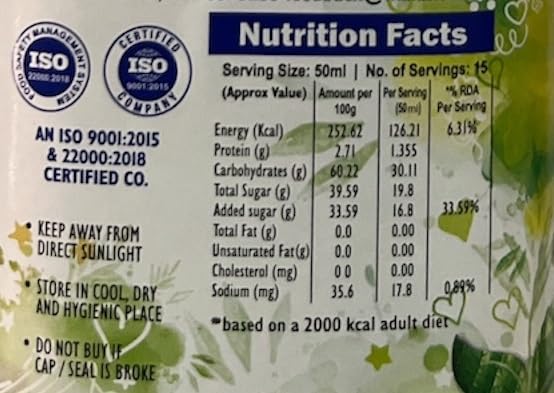 Nutrition Facts
FOOD SAFETY MANAGEMENT SYSTEM
ISO
22000:2018
CERTIFIED
ISO
9001:2015
COMPANY
AN ISO 9001:2015
& 22000:2018
CERTIFIED CO.
• KEEP AWAY FROM
DIRECT SUNLIGHT
• STORE IN COOL, DRY
AND HYGIENIC PLACE
• DO NOT BUY IF
CAP / SEAL IS BROKE
Serving Size: 50ml | No. of Servings: 15
(Approx Value) Amount per 100g Per Serving (50ml) *% RDA Per Serving
Energy (Kcal) 252.62 126.21 6.31%
Protein (g) 2.71 1.355
Carbohydrates (g) 60.22 30.11
Total Sugar (g) 39.59 19.8
Added sugar (g) 33.59 16.8 33.59%
Total Fat (g) 0.0 0.00
Unsaturated Fat(g) 0.0 0.00
Cholesterol (mg) 0 0 0.00
Sodium (mg) 35.6 17.8 0.89%
*based on a 2000 kcal adult diet